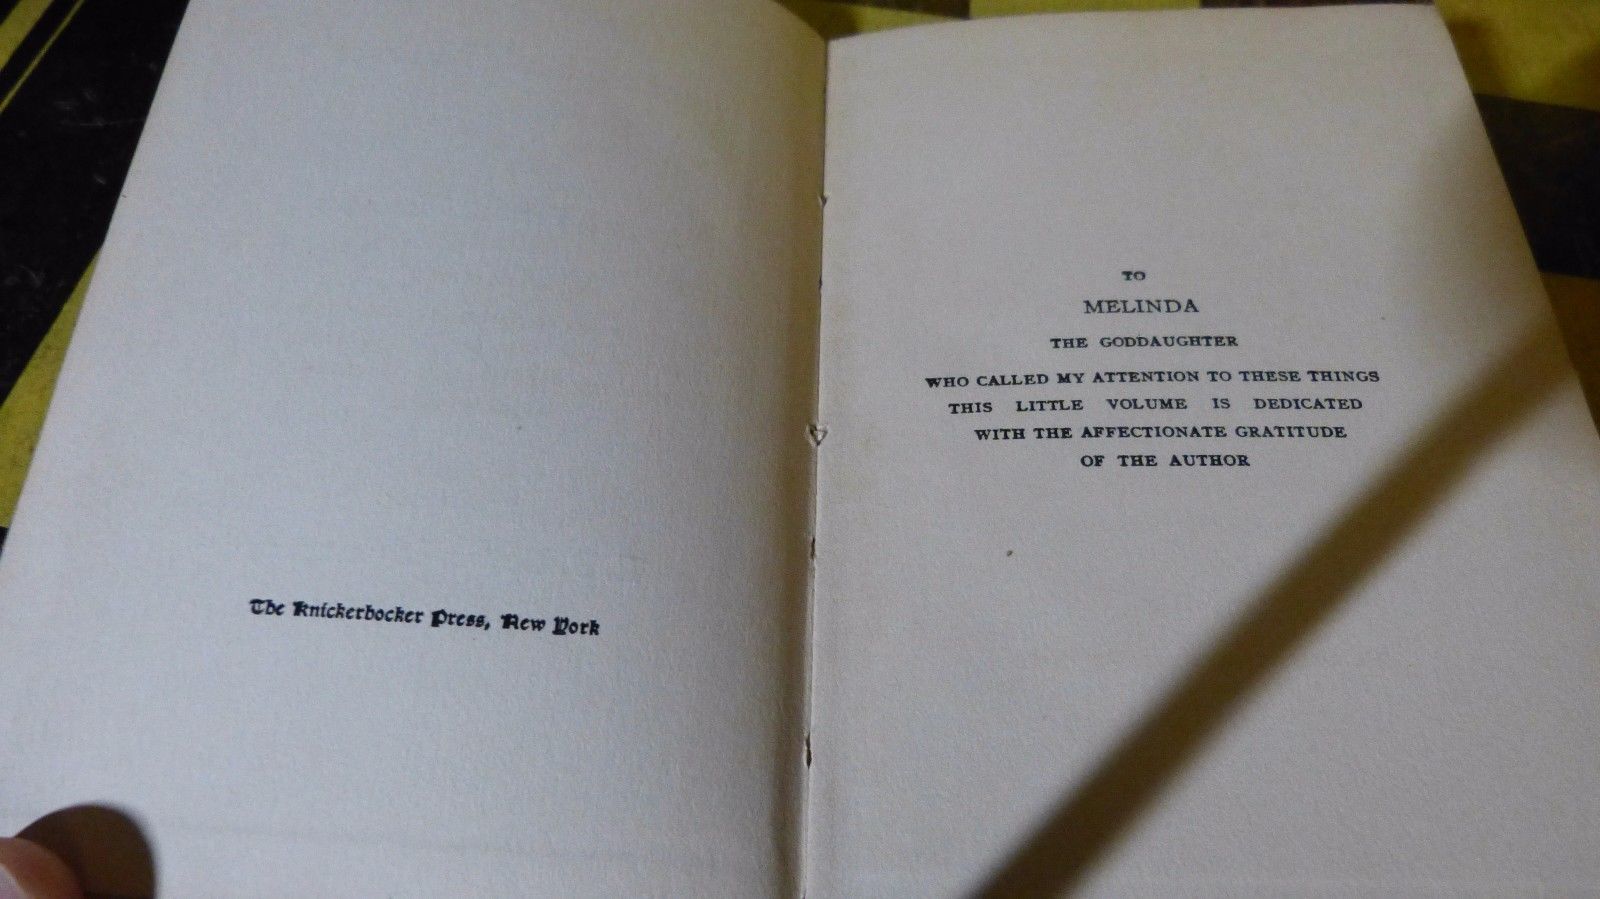 The Knickerbocker Press, New York
TO
MELINDA
THE GODDAUGHTER
WHO CALLED MY ATTENTION TO THESE THINGS
THIS LITTLE VOLUME IS DEDICATED
WITH THE AFFECTIONATE GRATITUDE
OF THE AUTHOR